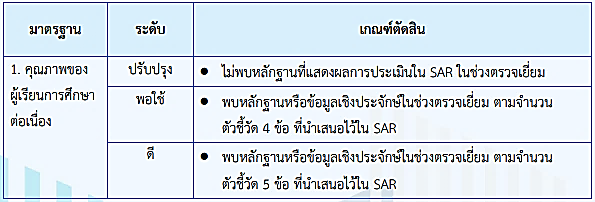 มาตรฐาน ระดับ เกณฑ์ตัดสิน
1. คุณภาพของ ปรับปรุง ● ไม่พบหลักฐานที่แสดงผลการประเมินใน SAR ในช่วงตรวจเยี่ยม
ผู้เรียนการศึกษา พอใช้ ● พบหลักฐานหรือข้อมูลเชิงประจักษ์ในช่วงตรวจเยี่ยม ตามจำนวน
ต่อเนื่อง ตัวชี้วัด 4 ข้อ ที่นำเสนอไว้ใน SAR
ดี ● พบหลักฐานหรือข้อมูลเชิงประจักษ์ในช่วงตรวจเยี่ยม ตามจำนวน
ตัวชี้วัด 5 ข้อ ที่นำเสนอไว้ใน SAR